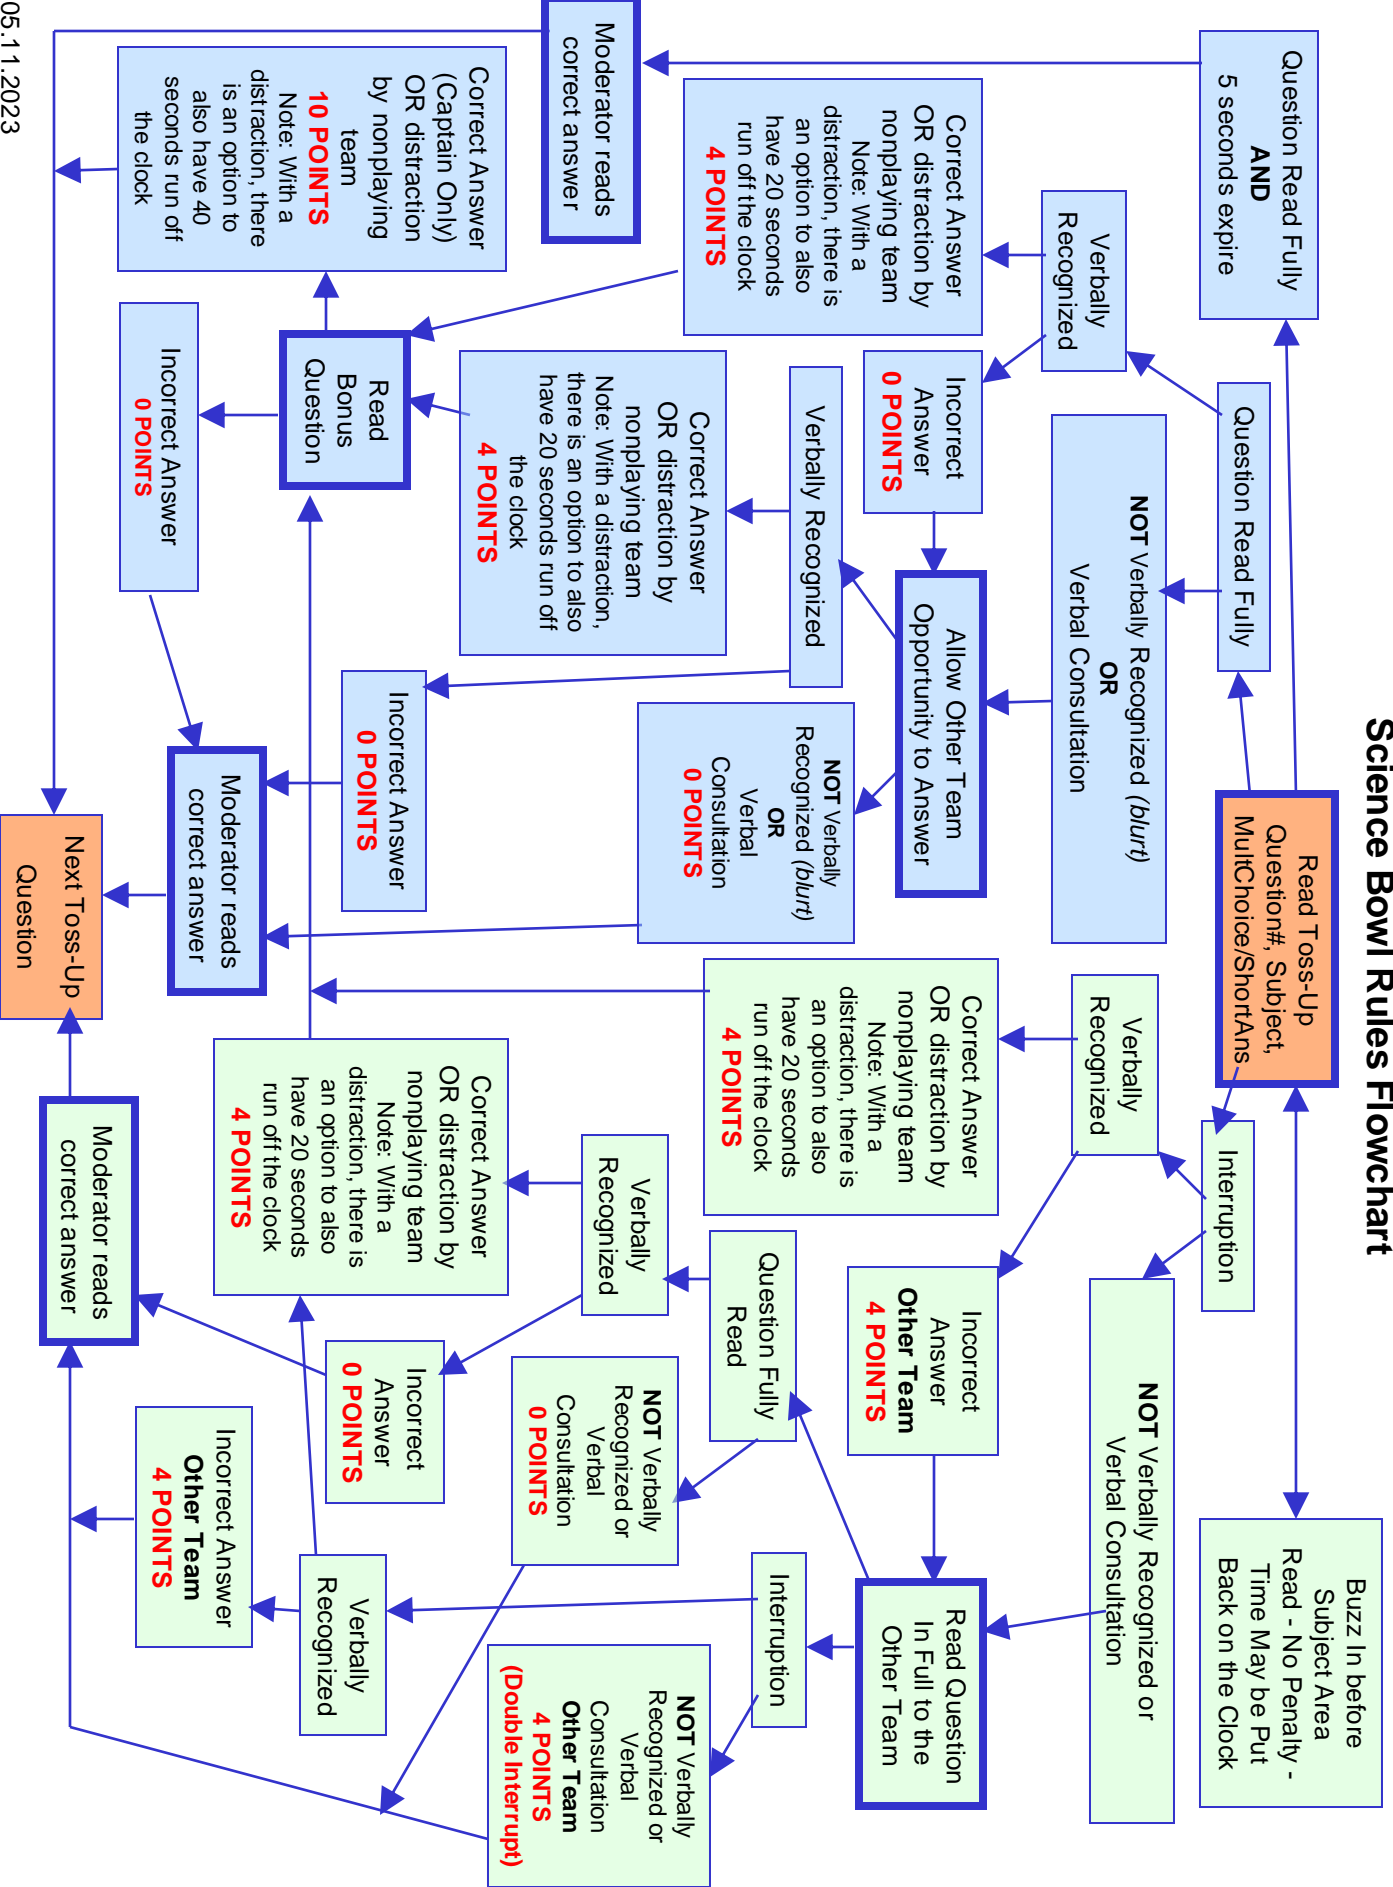 Science Bowl Rules Flowchart
Question Read Fully
AND
5 seconds expire
Read Toss-Up
Question#, Subject,
MultChoice/ShortAns
Buzz In before
Subject Area
Read - No Penalty -
Time May be Put
Back on the Clock
Question Read Fully
Interruption
Verbally
Recognized
NOT Verbally Recognized (blurt)
OR
Verbal Consultation
Verbally
Recognized
NOT Verbally Recognized or
Verbal Consultation
Correct Answer
OR distraction by
nonplaying team
Note: With a
distraction, there is
an option to also
have 20 seconds
run off the clock
4 POINTS
Incorrect
Answer
0 POINTS
Allow Other Team
Opportunity to Answer
Correct Answer
OR distraction by
nonplaying team
Note: With a
distraction, there is
an option to also
have 20 seconds
run off the clock
4 POINTS
Incorrect
Answer
Other Team
4 POINTS
Read Question
In Full to the
Other Team
Verbally Recognized
NOT Verbally
Recognized (blurt)
OR
Verbal
Consultation
0 POINTS
Question Fully
Read
Interruption
Moderator reads
correct answer
Correct Answer
OR distraction by
nonplaying team
Note: With a distraction,
there is an option to also
have 20 seconds run off
the clock
4 POINTS
Verbally
Recognized
NOT Verbally
Recognized or
Verbal
Consultation
0 POINTS
NOT Verbally
Recognized or
Verbal
Consultation
Other Team
4 POINTS
(Double Interrupt)
Correct Answer
(Captain Only)
OR distraction
by nonplaying
team
10 POINTS
Note: With a
distraction, there
is an option to
also have 40
seconds run off
the clock
Read
Bonus
Question
Incorrect Answer
0 POINTS
Correct Answer
OR distraction by
nonplaying team
Note: With a
distraction, there is
an option to also
have 20 seconds
run off the clock
4 POINTS
Incorrect
Answer
0 POINTS
Verbally
Recognized
Incorrect Answer
0 POINTS
Moderator reads
correct answer
Incorrect Answer
Other Team
4 POINTS
Next Toss-Up
Question
Moderator reads
correct answer
05.11.2023